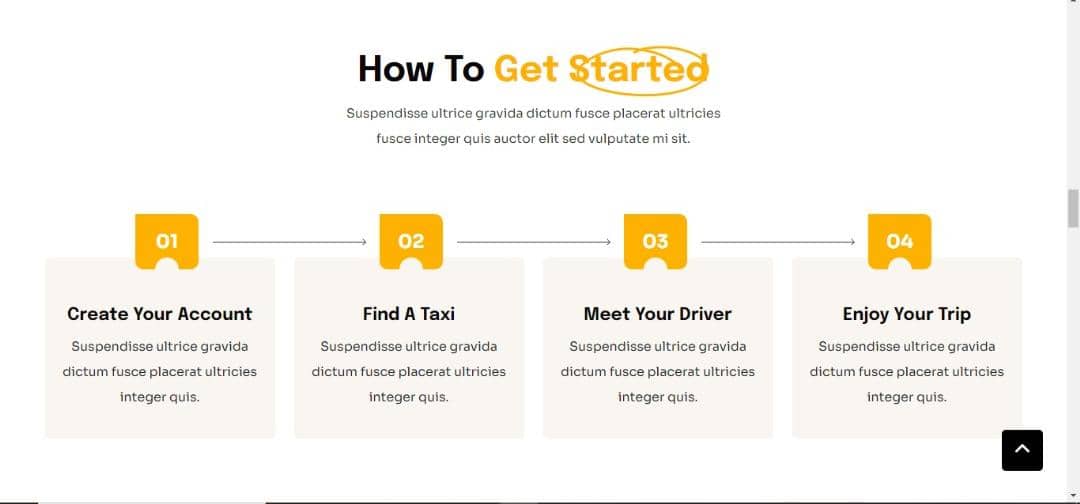 How To Get Started
Suspendisse ultrice gravida dictum fusce placerat ultricies
fusce integer quis auctor elit sed vulputate mi sit.
01
02
03
04
Create Your Account
Suspendisse ultrice gravida
dictum fusce placerat ultricies
integer quis.
Find A Taxi
Suspendisse ultrice gravida
dictum fusce placerat ultricies
integer quis.
Meet Your Driver
Suspendisse ultrice gravida
dictum fusce placerat ultricies
integer quis.
Enjoy Your Trip
Suspendisse ultrice gravida
dictum fusce placerat ultricies
integer quis.